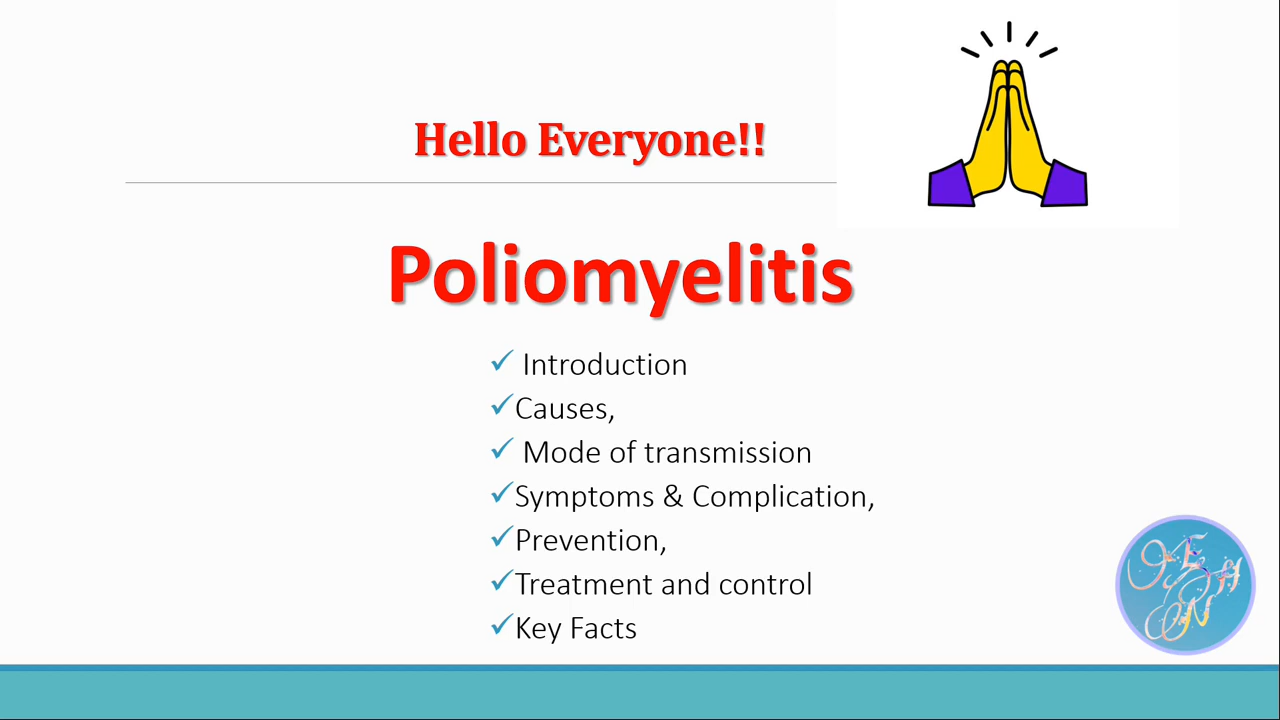 Hello Everyone!!
Poliomyelitis
✓ Introduction
✓Causes,
✓ Mode of transmission
✓Symptoms & Complication,
✓Prevention,
✓Treatment and control
✓Key Facts